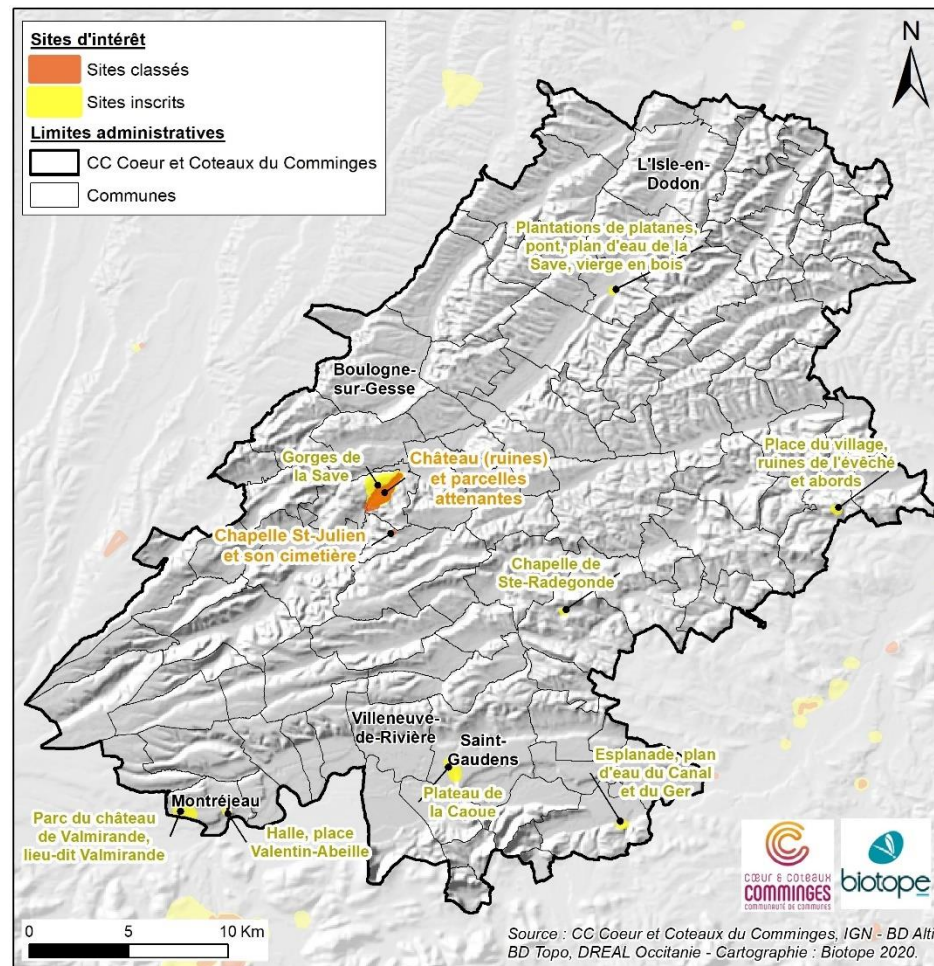 Sites d'intérêt
Sites classés
Sites inscrits
Limites administratives
CC Coeur et Coteaux du Comminges
Communes
N
L'Isle-en-
Dodon
Plantations de platanes,
pont, plan d'eau de la
Save, vierge en bois
Boulogne-
sur-Gesse
Gorges de
la Save
Château (ruines)
et parcelles
attenantes
Place du village,
ruines de l'évêché
et abords
Chapelle St-Julien
et son cimetière
Chapelle de
Ste-Radegonde
Villeneuve-
de-Rivière
Saint-
Gaudens
Esplanade, plan
d'eau du Canal
et du Ger
Plateau de
la Caoue
Montréjeau
Parc du château
de Valmirande,
lieu-dit Valmirande
Halle, place
Valentin-Abeille
cœur & coteaux
COMMINGES
COMMUNAUTÉ DE COMMUNES
biotope
0 5 10 Km
Source : CC Coeur et Coteaux du Comminges, IGN - BD Alti
BD Topo, DREAL Occitanie - Cartographie : Biotope 2020.